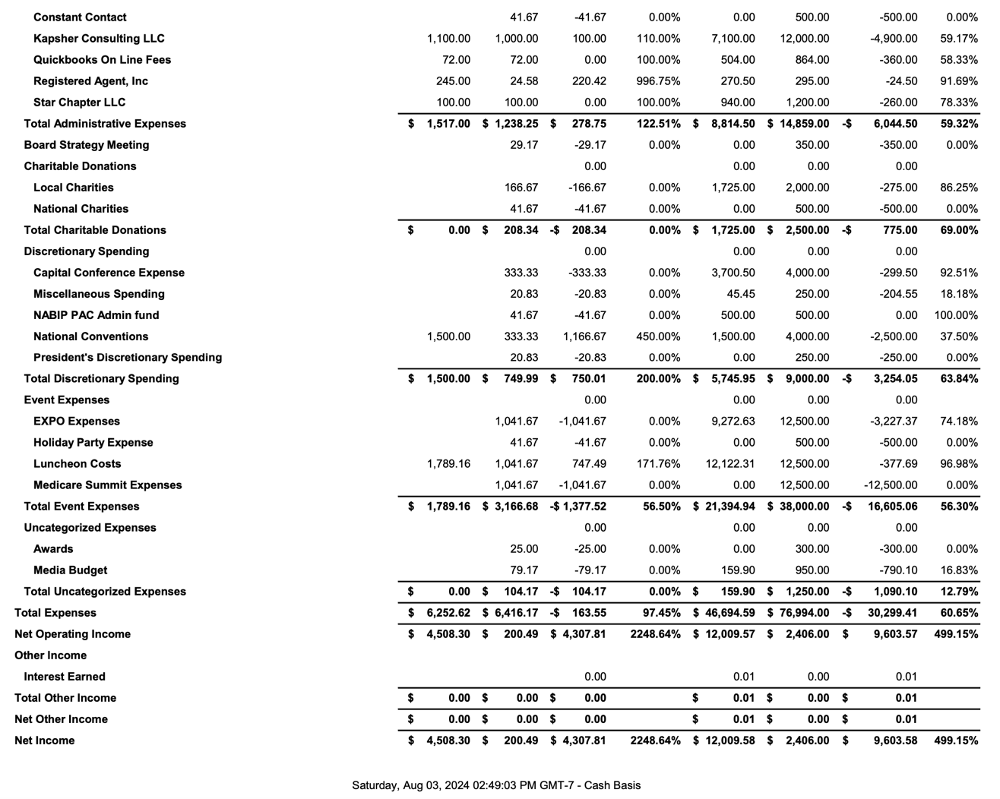 Constant Contact 41.67 -41.67 0.00% 0.00 500.00 -500.00 0.00%
Kapsher Consulting LLC 1,100.00 1,000.00 100.00 110.00% 7,100.00 12,000.00 -4,900.00 59.17%
Quickbooks On Line Fees 72.00 72.00 0.00 100.00% 504.00 864.00 -360.00 58.33%
Registered Agent, Inc 245.00 24.58 220.42 996.75% 270.50 295.00 -24.50 91.69%
Star Chapter LLC 100.00 100.00 0.00 100.00% 940.00 1,200.00 -260.00 78.33%
Total Administrative Expenses $ 1,517.00 $ 1,238.25 $ 278.75 122.51% $ 8,814.50 $ 14,859.00 -$ 6,044.50 59.32%
Board Strategy Meeting 29.17 -29.17 0.00% 0.00 350.00 -350.00 0.00%
Charitable Donations 0.00 0.00 0.00 0.00
Local Charities 166.67 -166.67 0.00% 1,725.00 2,000.00 -275.00 86.25%
National Charities 41.67 -41.67 0.00% 0.00 500.00 -500.00 0.00%
Total Charitable Donations $ 0.00 $ 208.34 -$ 208.34 0.00% $ 1,725.00 $ 2,500.00 -$ 775.00 69.00%
Discretionary Spending 0.00 0.00 0.00 0.00
Capital Conference Expense 333.33 -333.33 0.00% 3,700.50 4,000.00 -299.50 92.51%
Miscellaneous Spending 20.83 -20.83 0.00% 45.45 250.00 -204.55 18.18%
NABIP PAC Admin fund 41.67 -41.67 0.00% 500.00 500.00 0.00 100.00%
National Conventions 1,500.00 333.33 1,166.67 450.00% 1,500.00 4,000.00 -2,500.00 37.50%
President's Discretionary Spending 20.83 -20.83 0.00% 0.00 250.00 -250.00 0.00%
Total Discretionary Spending $ 1,500.00 $ 749.99 $ 750.01 200.00% $ 5,745.95 $ 9,000.00 -$ 3,254.05 63.84%
Event Expenses 0.00 0.00 0.00 0.00
EXPO Expenses 1,041.67 -1,041.67 0.00% 9,272.63 12,500.00 -3,227.37 74.18%
Holiday Party Expense 41.67 -41.67 0.00% 0.00 500.00 -500.00 0.00%
Luncheon Costs 1,789.16 1,041.67 747.49 171.76% 12,122.31 12,500.00 -377.69 96.98%
Medicare Summit Expenses 1,041.67 -1,041.67 0.00% 0.00 12,500.00 -12,500.00 0.00%
Total Event Expenses $ 1,789.16 $ 3,166.68 -$ 1,377.52 56.50% $ 21,394.94 $ 38,000.00 -$ 16,605.06 56.30%
Uncategorized Expenses 0.00 0.00 0.00 0.00
Awards 25.00 -25.00 0.00% 0.00 300.00 -300.00 0.00%
Media Budget 79.17 -79.17 0.00% 159.90 950.00 -790.10 16.83%
Total Uncategorized Expenses $ 0.00 $ 104.17 -$ 104.17 0.00% $ 159.90 $ 1,250.00 -$ 1,090.10 12.79%
Total Expenses $ 6,252.62 $ 6,416.17 -$ 163.55 97.45% $ 46,694.59 $ 76,994.00 -$ 30,299.41 60.65%
Net Operating Income $ 4,508.30 $ 200.49 $ 4,307.81 2248.64% $ 12,009.57 $ 2,406.00 $ 9,603.57 499.15%
Other Income
Interest Earned 0.00 0.01 0.00 0.01
Total Other Income $ 0.00 $ 0.00 $ 0.00 $ 0.01 $ 0.00 $ 0.01
Net Other Income $ 0.00 $ 0.00 $ 0.00 $ 0.01 $ 0.00 $ 0.01
Net Income $ 4,508.30 $ 200.49 $ 4,307.81 2248.64% $ 12,009.58 $ 2,406.00 $ 9,603.58 499.15%
Saturday, Aug 03, 2024 02:49:03 PM GMT-7 - Cash Basis